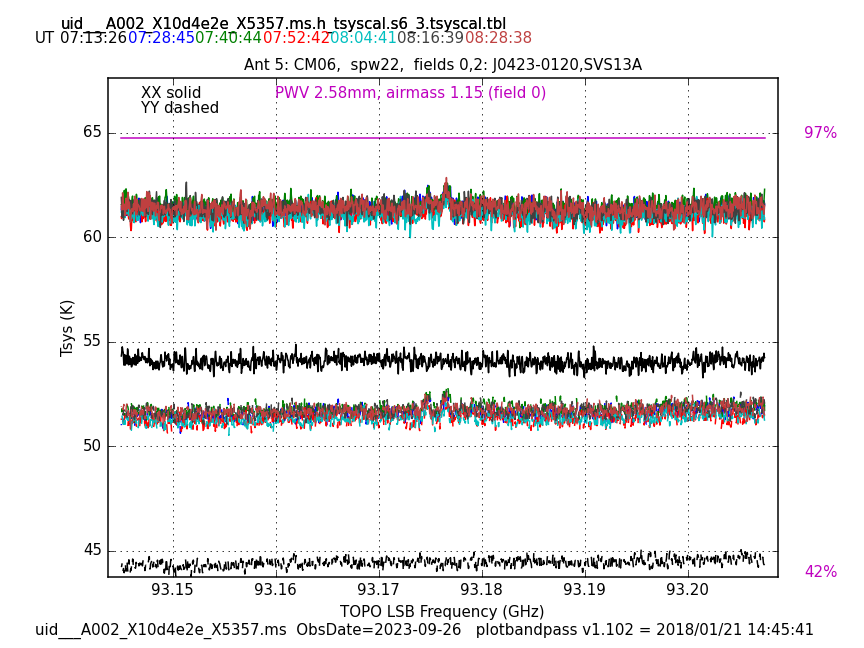 uid___A002_X10d4e2e_X5357.ms.h_tsyscal.s6_3.tsyscal.tbl
UT 07:13:26 07:28:45 07:40:44 07:52:42 08:04:41 08:16:39 08:28:38
Ant 5: CM06, spw22, fields 0,2: J0423-0120,SVS13A
XX solid
PWV 2.58mm, airmass 1.15 (field 0)
YY dashed
97%
65
60
55
50
45
Tsys (K)
42%
93.15 93.16 93.17 93.18 93.19 93.20
TOPO LSB Frequency (GHz)
uid___A002_X10d4e2e_X5357.ms ObsDate=2023-09-26 plotbandpass v1.102 = 2018/01/21 14:45:41